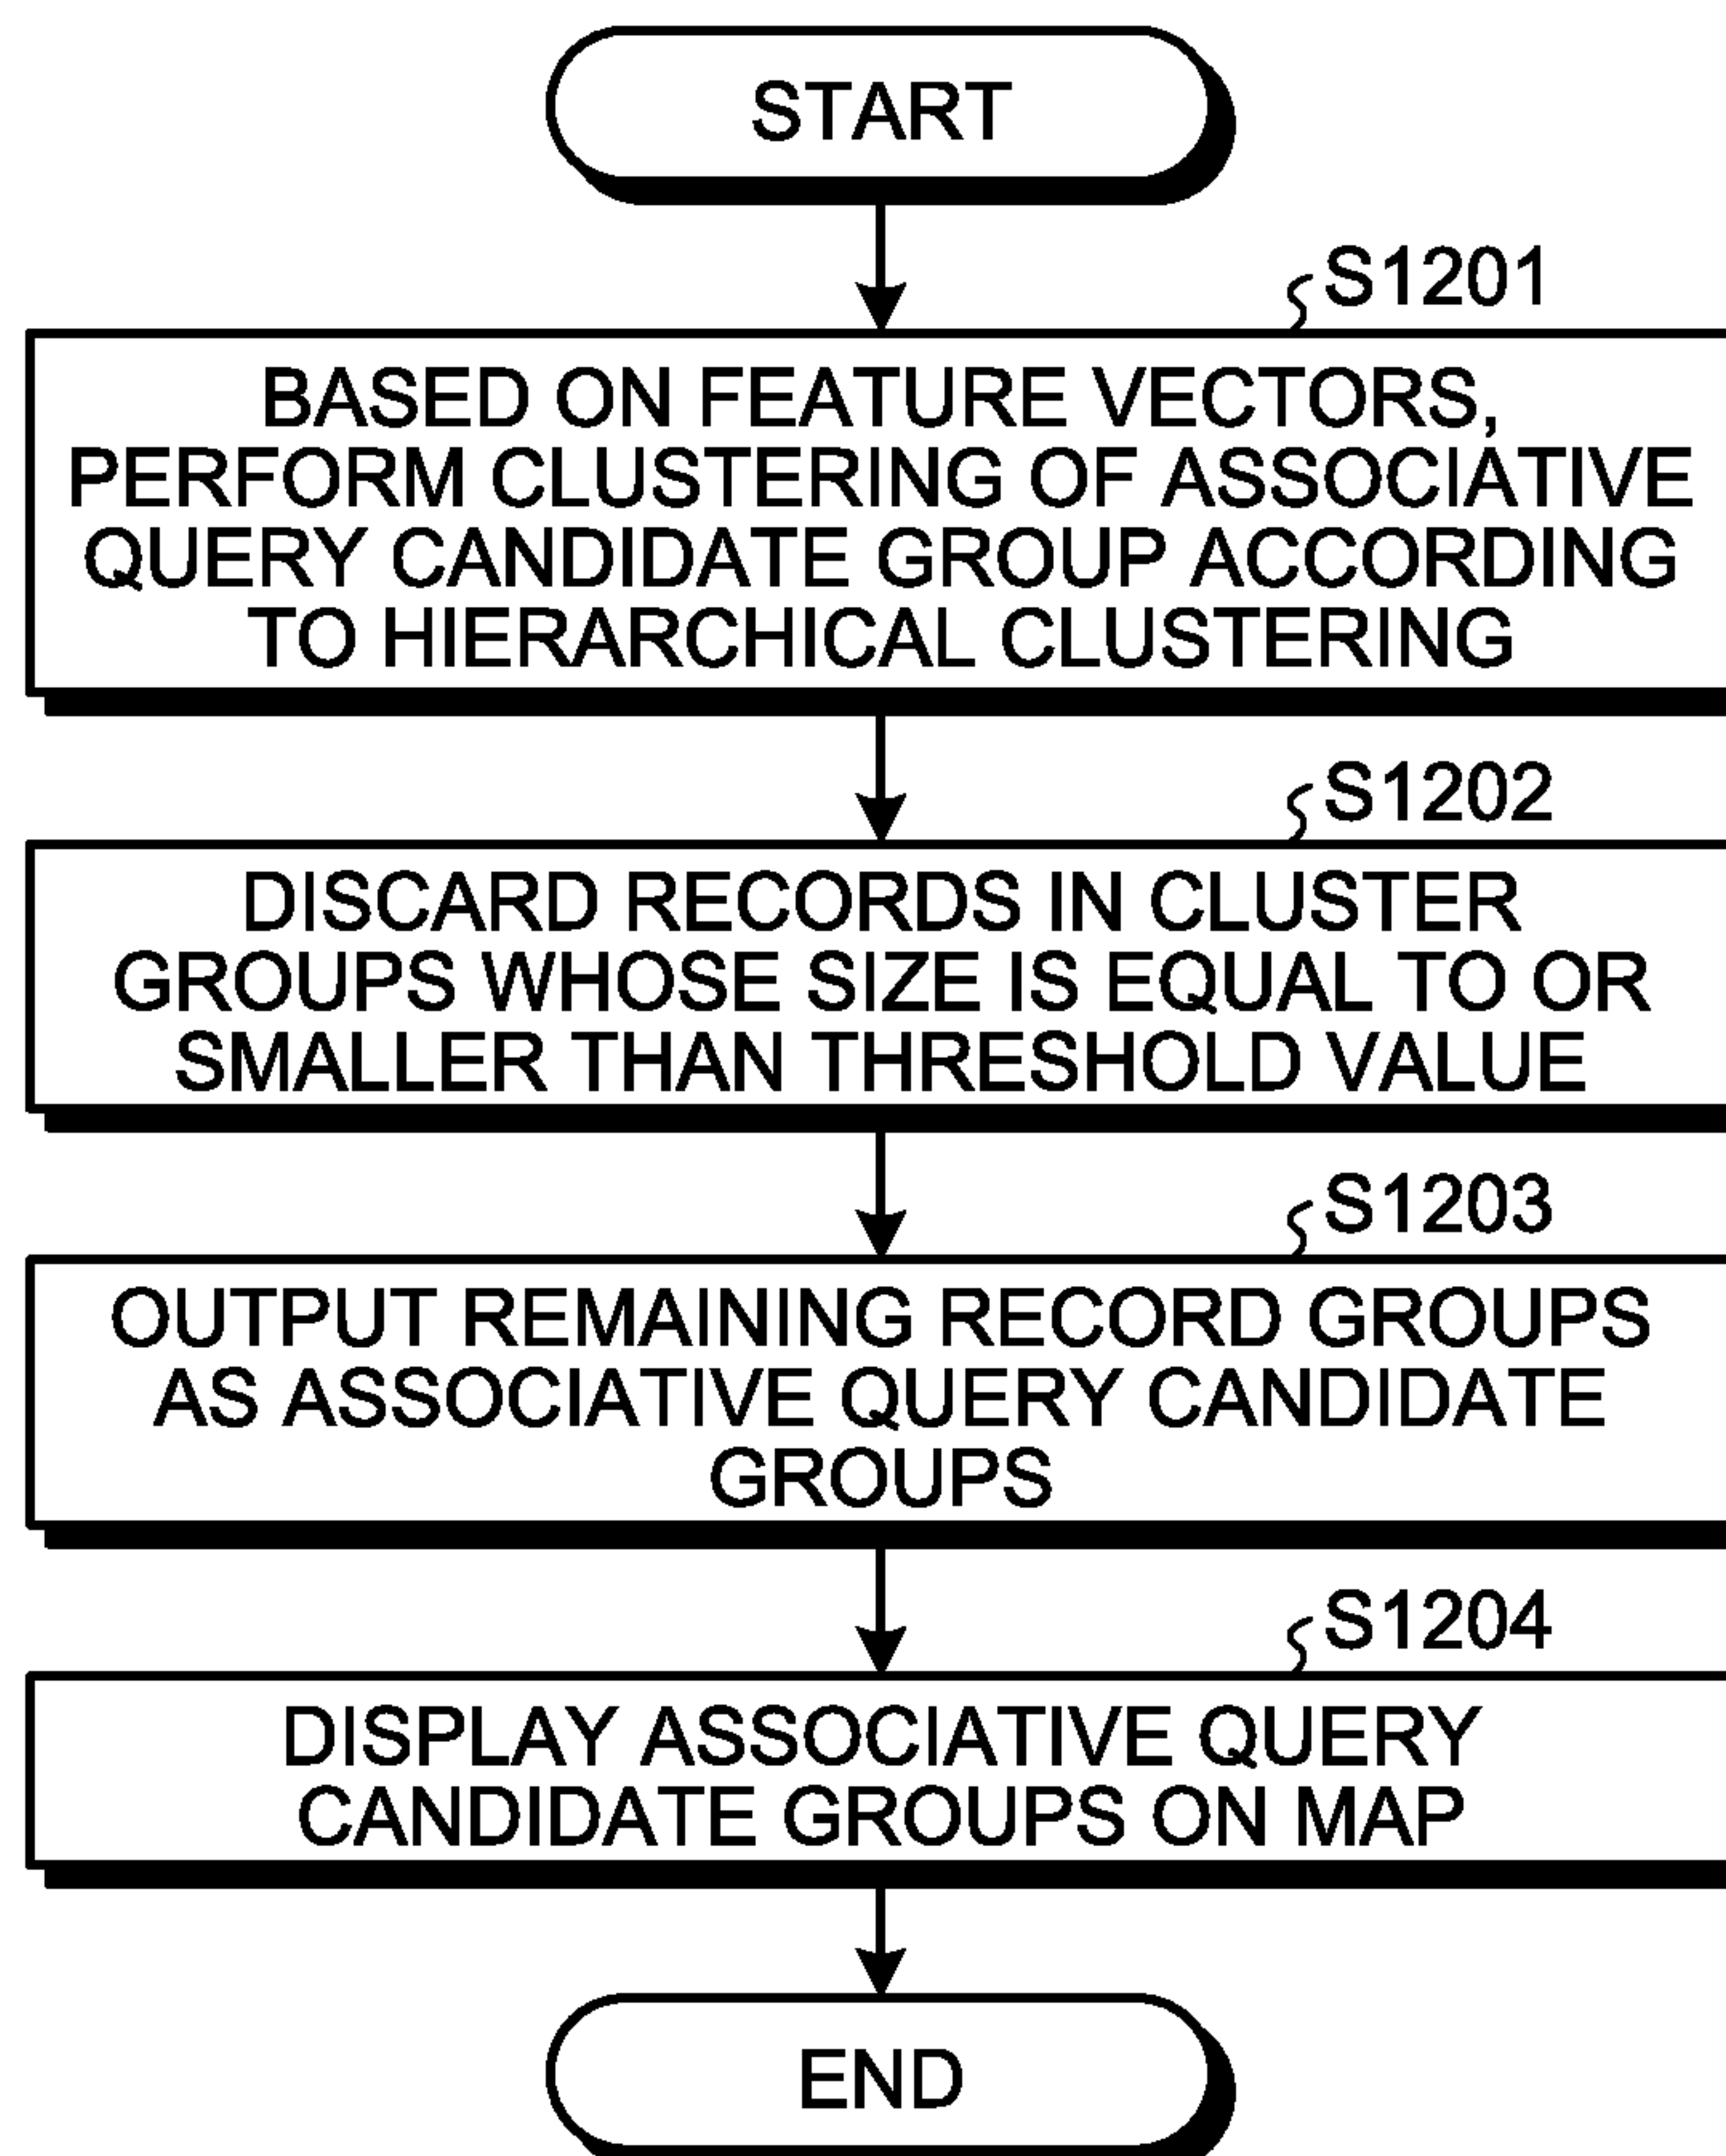 START
S1201
BASED ON FEATURE VECTORS,
PERFORM CLUSTERING OF ASSOCIATIVE
QUERY CANDIDATE GROUP ACCORDING
TO HIERARCHICAL CLUSTERING
S1202
DISCARD RECORDS IN CLUSTER
GROUPS WHOSE SIZE IS EQUAL TO OR
SMALLER THAN THRESHOLD VALUE
S1203
OUTPUT REMAINING RECORD GROUPS
AS ASSOCIATIVE QUERY CANDIDATE
GROUPS
S1204
DISPLAY ASSOCIATIVE QUERY
CANDIDATE GROUPS ON MAP
END